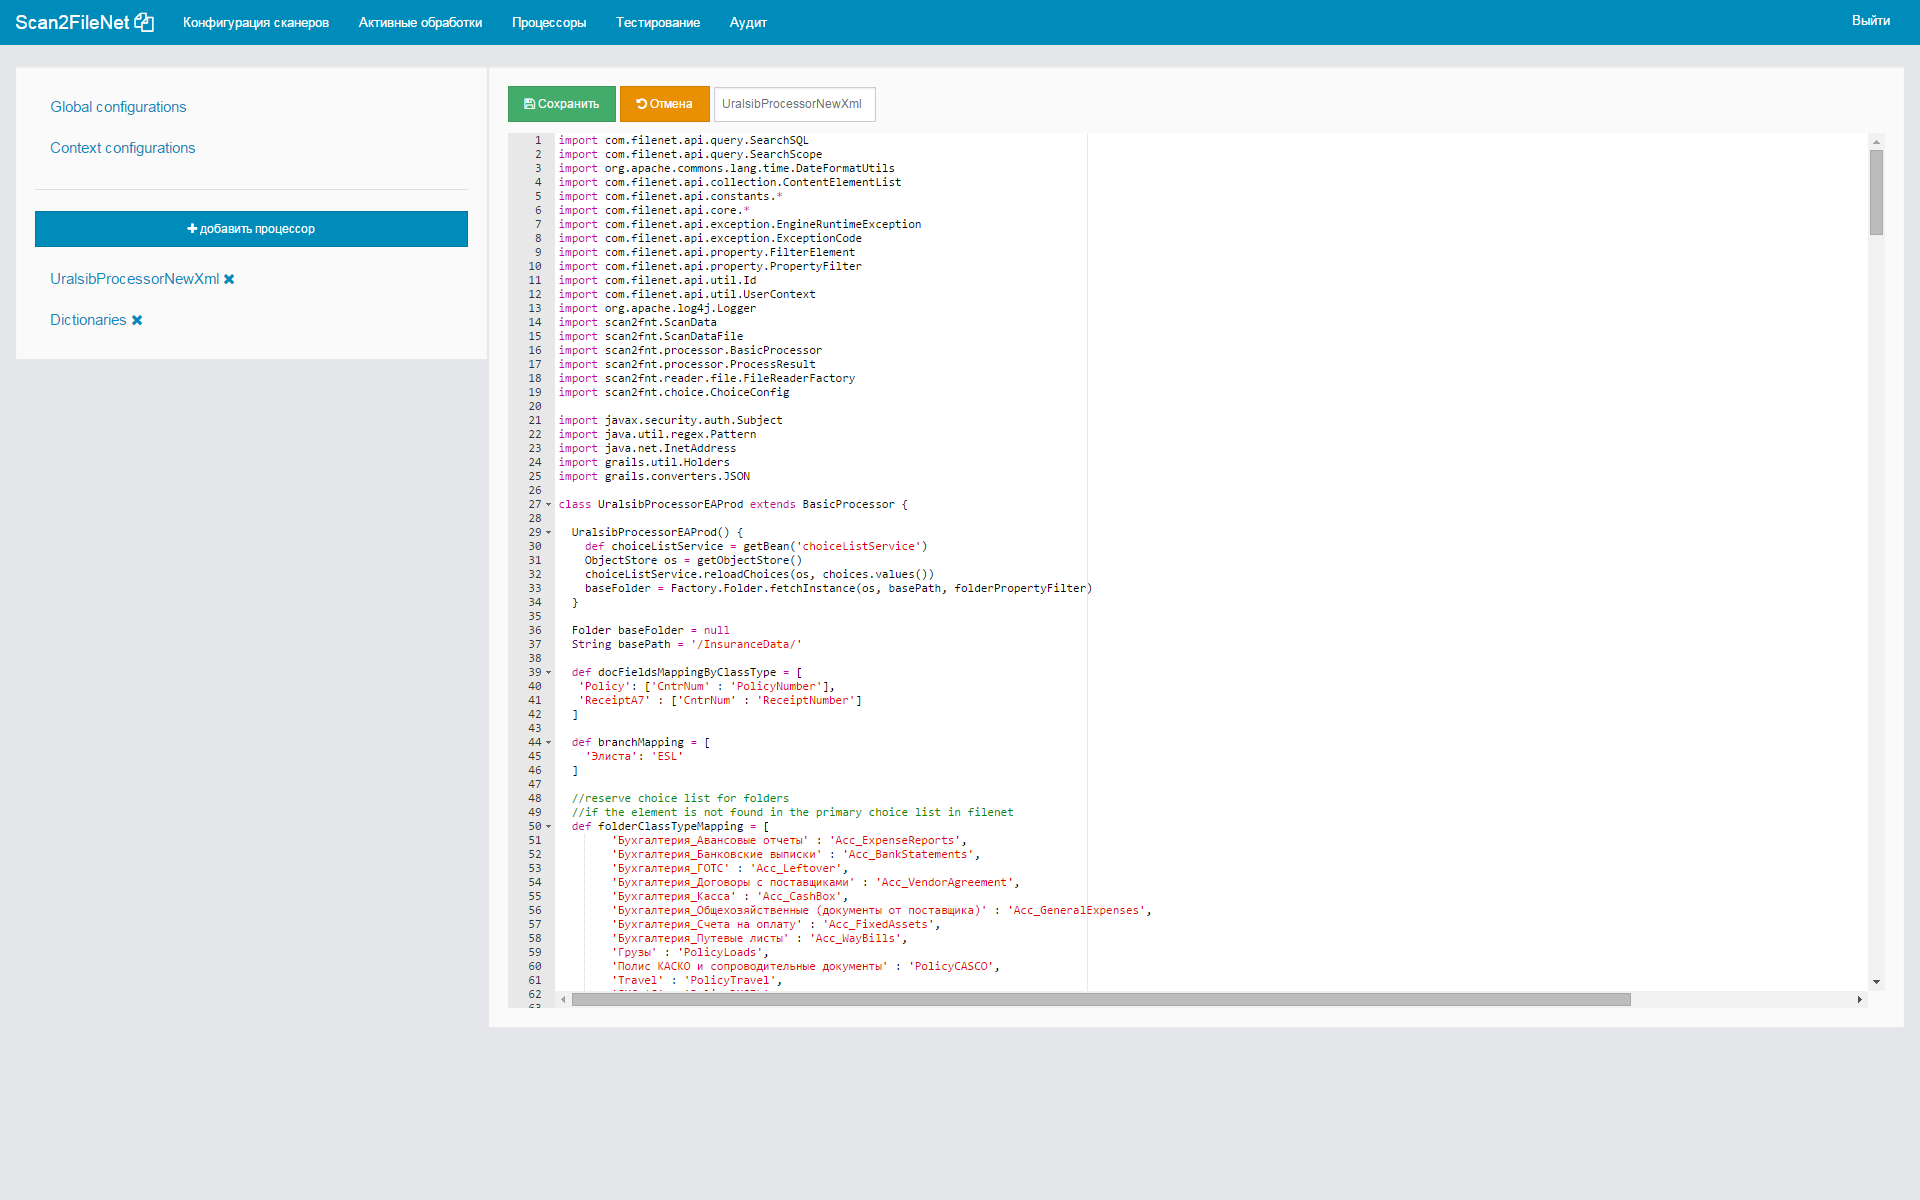 Scan2FileNet Конфигурация сканеров Активные обработки Процессоры Тестирование Аудит Выйти
Global configurations
Context configurations
добавить процессор
UralsibProcessorNewXml
Dictionaries
Сохранить Отмена UralsibProcessorNewXml
1 import com.filenet.api.query.SearchSQL
2 import com.filenet.api.query.SearchScope
3 import org.apache.commons.lang.time.DateFormatUtils
4 import com.filenet.api.collection.ContentElementList
5 import com.filenet.api.constants.*
6 import com.filenet.api.core.*
7 import com.filenet.api.exception.EngineRuntimeException
8 import com.filenet.api.exception.ExceptionCode
9 import com.filenet.api.property.FilterElement
10 import com.filenet.api.property.PropertyFilter
11 import com.filenet.api.util.Id
12 import com.filenet.api.util.UserContext
13 import org.apache.log4j.Logger
14 import scan2fnt.ScanData
15 import scan2fnt.ScanDataFile
16 import scan2fnt.processor.BasicProcessor
17 import scan2fnt.processor.ProcessResult
18 import scan2fnt.reader.file.FileReaderFactory
19 import scan2fnt.choice.ChoiceConfig
20
21 import javax.security.auth.Subject
22 import java.util.regex.Pattern
23 import java.net.InetAddress
24 import grails.util.Holders
25 import grails.converters.JSON
26
27 class UralsibProcessorEAProd extends BasicProcessor {
28
29 UralsibProcessorEAProd() {
30 def choiceListService = getBean('choiceListService')
31 ObjectStore os = getObjectStore()
32 choiceListService.reloadChoices(os, choices.values())
33 baseFolder = Factory.Folder.fetchInstance(os, basePath, folderPropertyFilter)
34 }
35
36 Folder baseFolder = null
37 String basePath = '/InsuranceData/'
38
39 def docFieldsMappingByClassType = [
40 'Policy': ['CntrNum' : 'PolicyNumber'],
41 'ReceiptA7' : ['CntrNum' : 'ReceiptNumber']
42 ]
43
44 def branchMapping = [
45 'Элиста': 'ESL'
46 ]
47
48 //reserve choice list for folders
49 //if the element is not found in the primary choice list in filenet
50 def folderClassTypeMapping = [
51 'Бухгалтерия_Авансовые отчеты' : 'Acc_ExpenseReports',
52 'Бухгалтерия_Банковские выписки' : 'Acc_BankStatements',
53 'Бухгалтерия_ГОТС' : 'Acc_Leftover',
54 'Бухгалтерия_Договоры с поставщиками' : 'Acc_VendorAgreement',
55 'Бухгалтерия_Касса' : 'Acc_CashBox',
56 'Бухгалтерия_Общехозяйственные (документы от поставщика)' : 'Acc_GeneralExpenses',
57 'Бухгалтерия_Счета на оплату' : 'Acc_FixedAssets',
58 'Бухгалтерия_Путевые листы' : 'Acc_WayBills',
59 'Грузы' : 'PolicyLoads',
60 'Полис КАСКО и сопроводительные документы' : 'PolicyCASCO',
61 'Travel' : 'PolicyTravel',
62
63